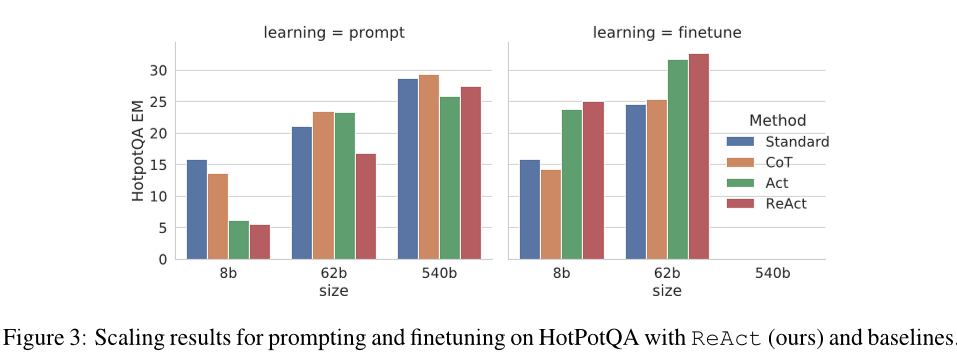 learning = prompt
learning = finetune
HotpotQA EM
30
25
20
15
10
5
0
8b
62b
540b
size
8b
62b
540b
size
Method
Standard
CoT
Act
ReAct
Figure 3: Scaling results for prompting and finetuning on HotPotQA with ReAct (ours) and baselines.